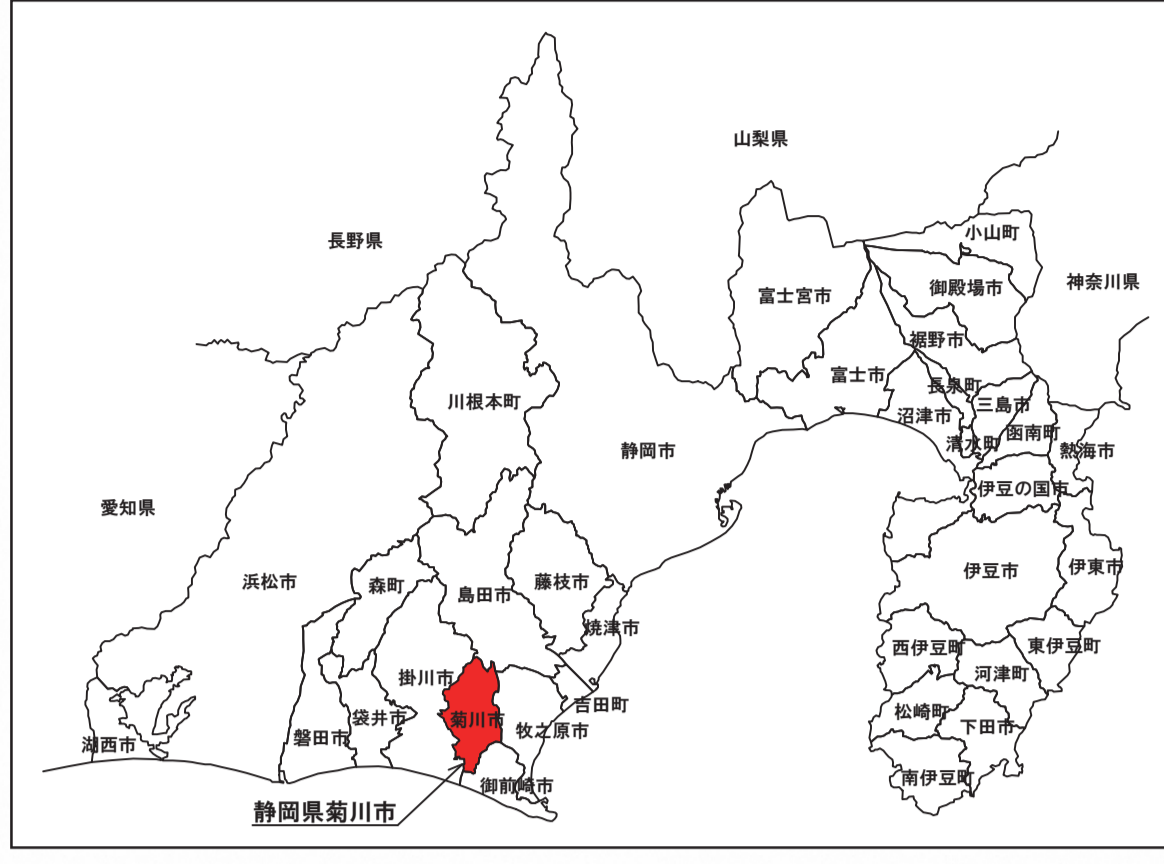 山梨県
小山町
長野県
神奈川県
御殿場市
富士宮市
裾野市
富士市
長泉町
川根本町
三島市
沼津市
函南町
清水町
静岡市
熱海市
伊豆の国市
愛知県
伊東市
伊豆市
浜松市
藤枝市
森町
島田市
焼津市
東伊豆町
西伊豆町
河津町
掛川市
吉田町
松崎町
袋井市
菊川市
下田市
牧之原市
磐田市
湖西市
南伊豆町
御前崎市
静岡県菊川市